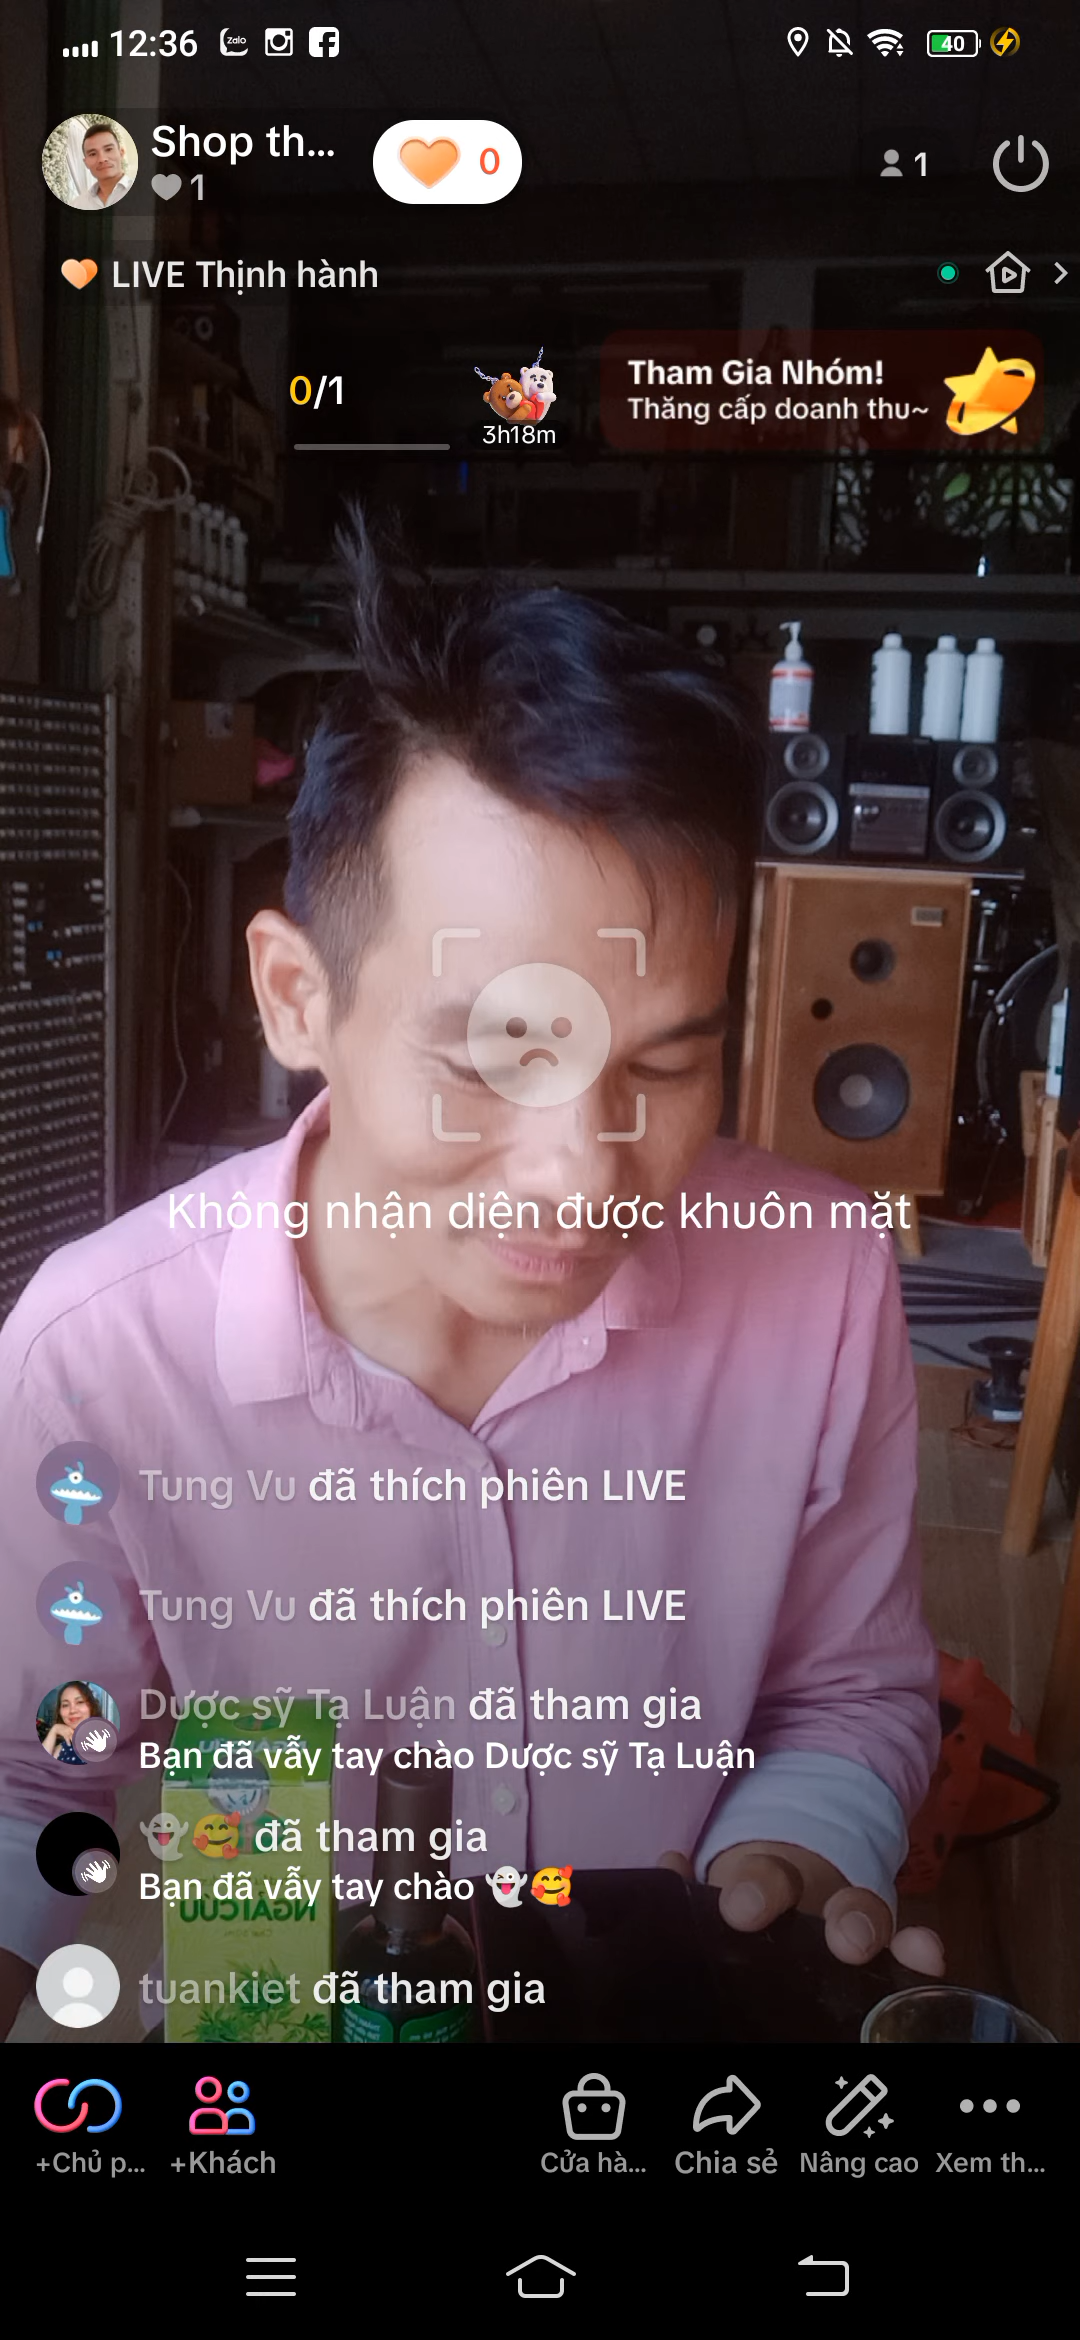 12:36
Zalo
40
Shop th...
1
0
1
LIVE Thịnh hành
0/1
3h18m
Tham Gia Nhóm!
Thăng cấp doanh thu~
Không nhận diện được khuôn mặt
Tung Vu đã thích phiên LIVE
Tung Vu đã thích phiên LIVE
Dược sỹ Tạ Luận đã tham gia
Bạn đã vẫy tay chào Dược sỹ Tạ Luận
👻🥰 đã tham gia
Bạn đã vẫy tay chào 👻🥰
NGẢI CỨU
tuankiet đã tham gia
+Chủ p...
+Khách
Cửa hà...
Chia sẻ
Nâng cao
Xem th...